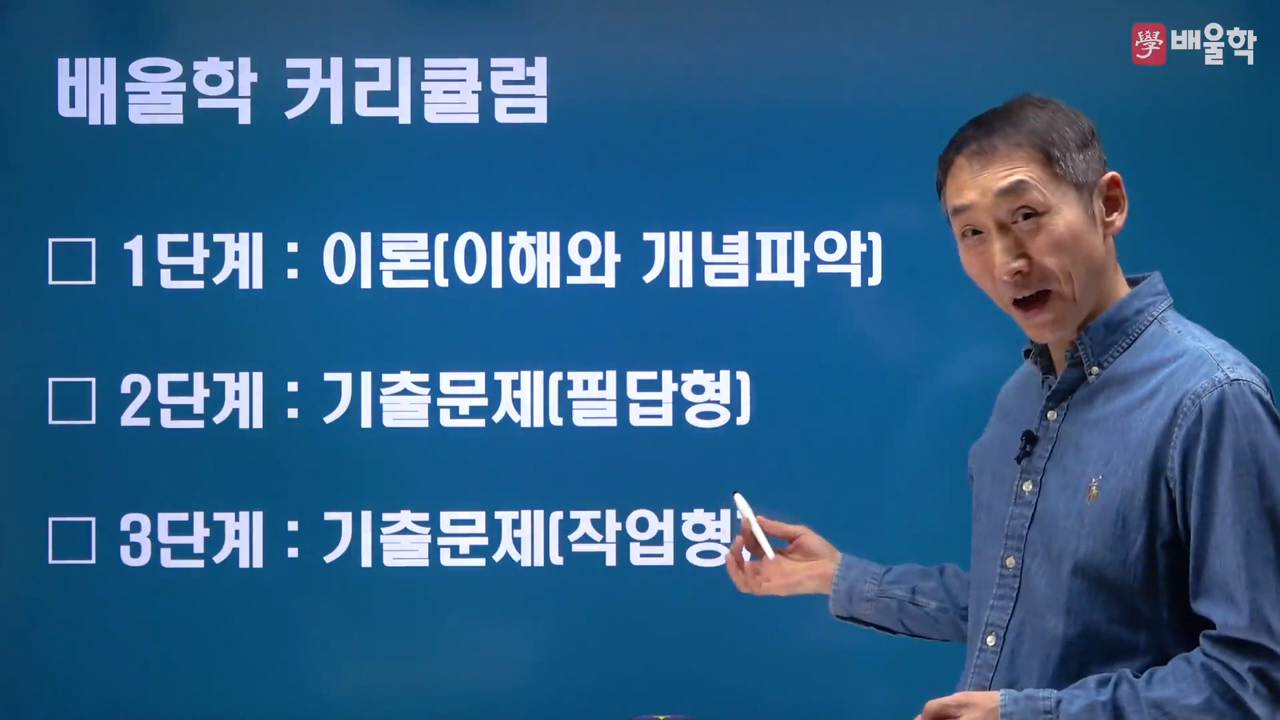 學 배울학
배울학 커리큘럼
□ 1단계 : 이론(이해와 개념파악)
□ 2단계 : 기출문제(필답형)
□ 3단계 : 기출문제(작업형)